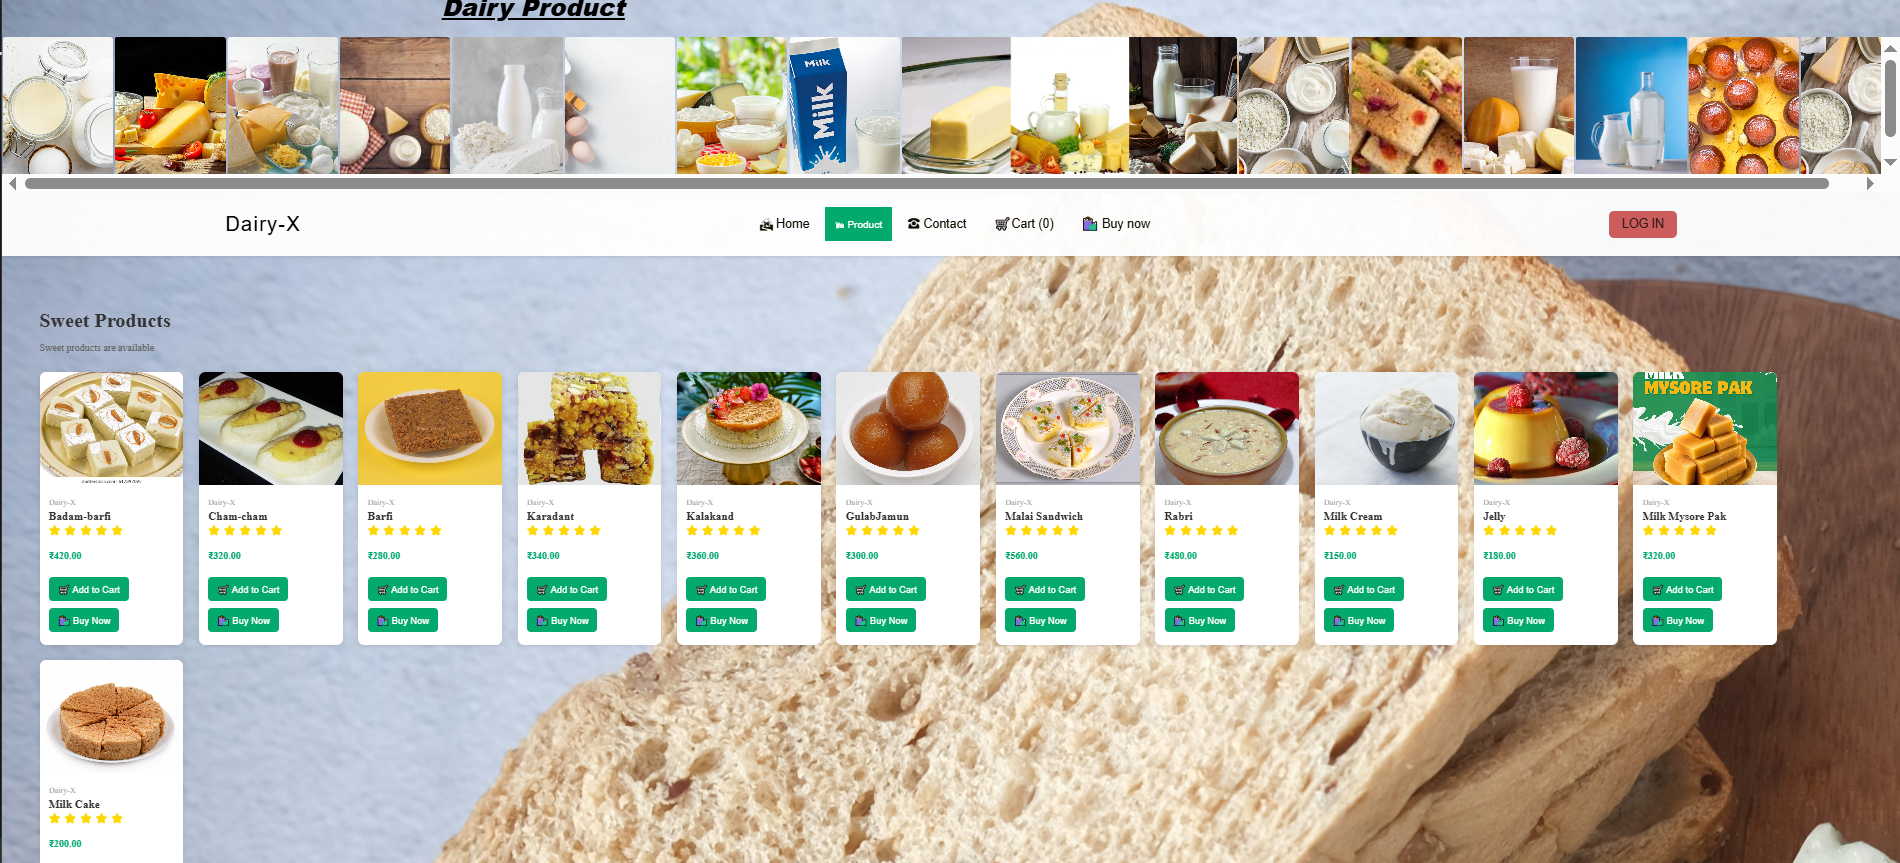 Dairy Product
Milk
Milk
Dairy-X
Home
Product
Contact
Cart (0)
Buy now
LOG IN
Sweet Products
Sweet products are available
MILK
MYSORE PAK
Dairy-X
Badam-barfi
₹420.00
Add to Cart
Buy Now
Dairy-X
Cham-cham
₹320.00
Add to Cart
Buy Now
Dairy-X
Barfi
₹280.00
Add to Cart
Buy Now
Dairy-X
Karadant
₹340.00
Add to Cart
Buy Now
Dairy-X
Kalakand
₹360.00
Add to Cart
Buy Now
Dairy-X
GulabJamun
₹300.00
Add to Cart
Buy Now
Dairy-X
Malai Sandwich
₹560.00
Add to Cart
Buy Now
Dairy-X
Rabri
₹480.00
Add to Cart
Buy Now
Dairy-X
Milk Cream
₹150.00
Add to Cart
Buy Now
Dairy-X
Jelly
₹180.00
Add to Cart
Buy Now
Dairy-X
Milk Mysore Pak
₹320.00
Add to Cart
Buy Now
Dairy-X
Milk Cake
₹200.00